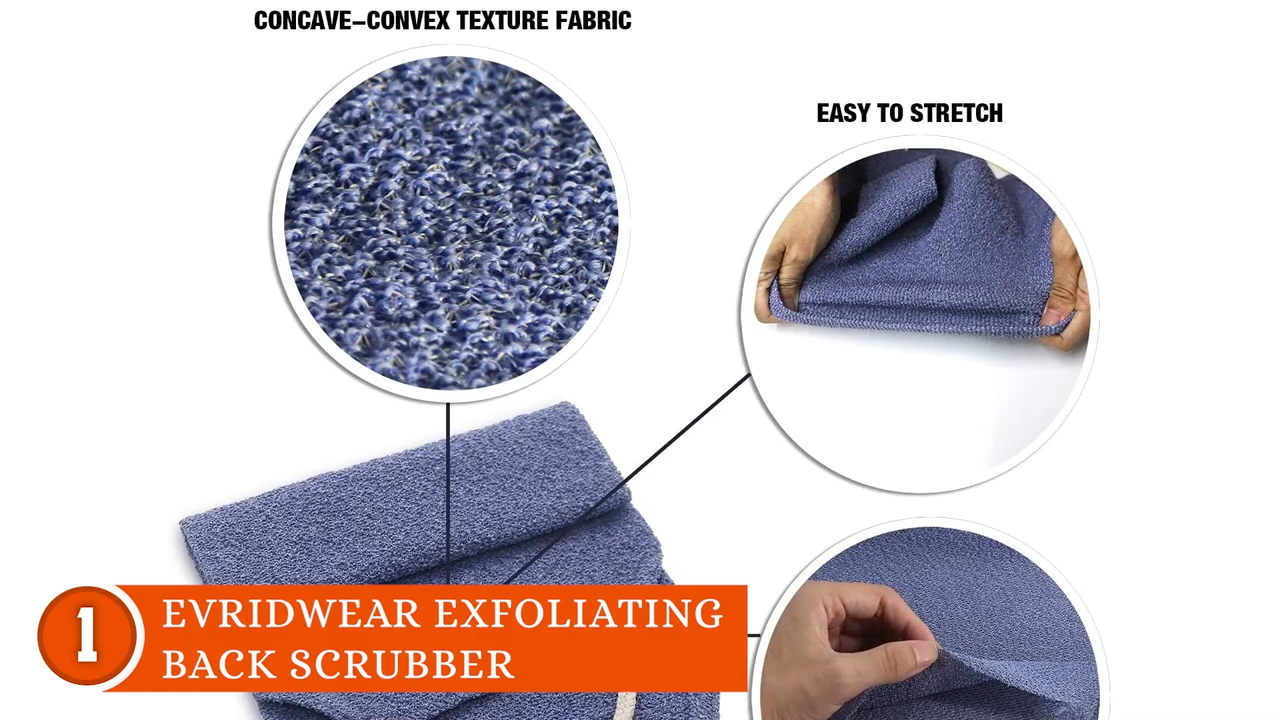 CONCAVE–CONVEX TEXTURE FABRIC
EASY TO STRETCH
1
EVRIDWEAR EXFOLIATING
BACK SCRUBBER